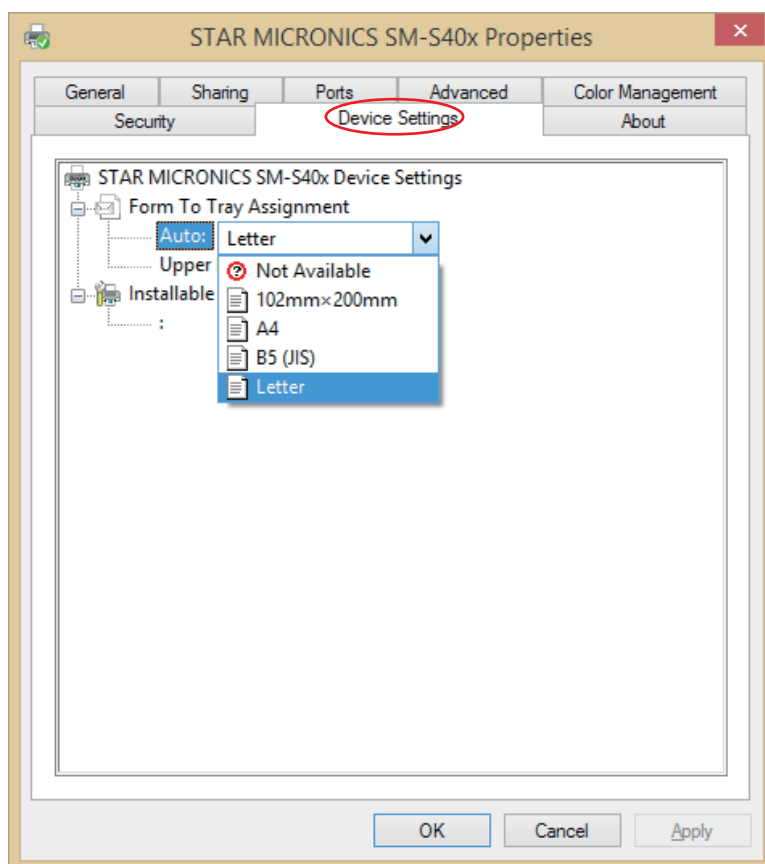 STAR MICRONICS SM-S40x Properties
General Sharing Ports Advanced Color Management
Security Device Settings About
STAR MICRONICS SM-S40x Device Settings
Form To Tray Assignment
Auto: Letter
Upper
Not Available
Installable
102mm×200mm
:
A4
B5 (JIS)
Letter
OK Cancel Apply